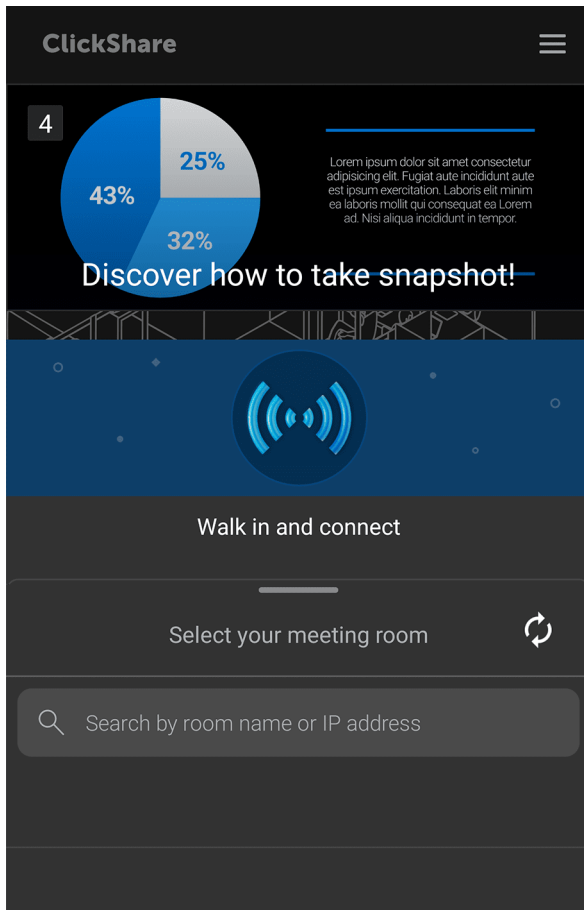 ClickShare
4
25%
43%
32%
Lorem ipsum dolor sit amet consectetur
adipisicing elit. Fugiat aute incididunt aute
est ipsum exercitation. Laboris elit minim
ea laboris mollit qui consequat ea Lorem
ad. Nisi aliqua incididunt in tempor.
Discover how to take snapshot!
Walk in and connect
Select your meeting room
Search by room name or IP address